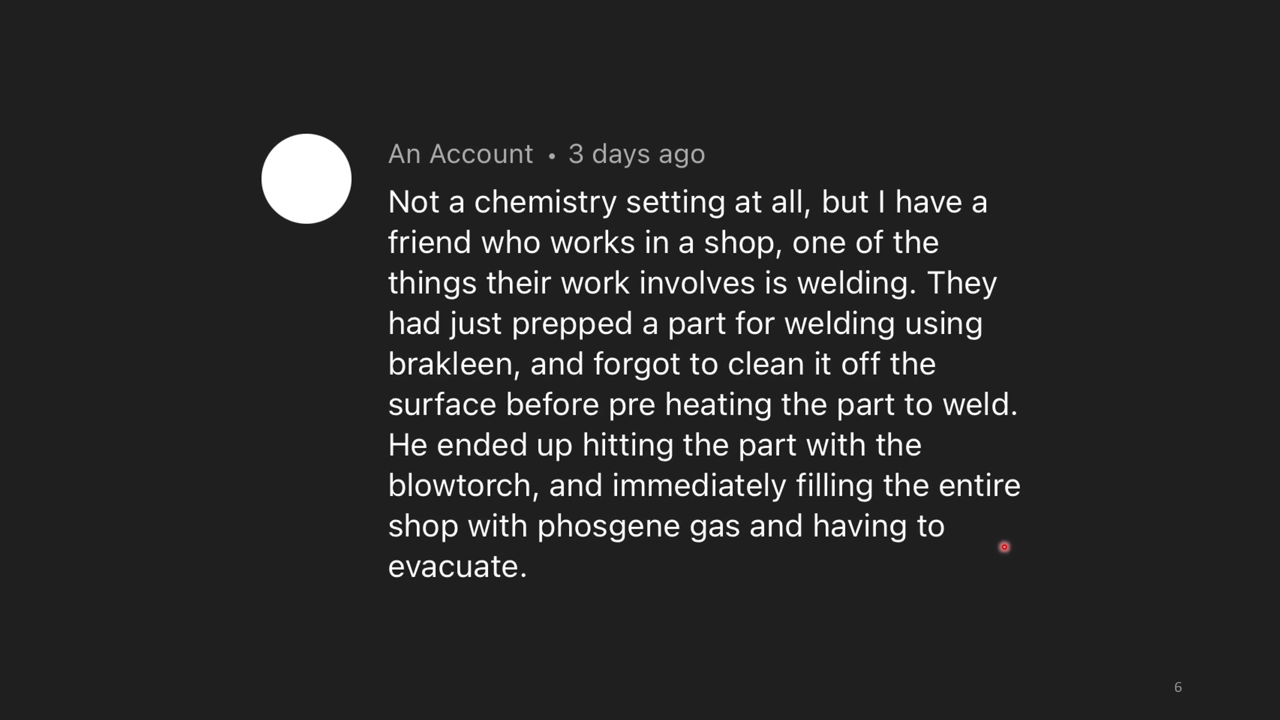 An Account • 3 days ago
Not a chemistry setting at all, but I have a
friend who works in a shop, one of the
things their work involves is welding. They
had just prepped a part for welding using
brakleen, and forgot to clean it off the
surface before pre heating the part to weld.
He ended up hitting the part with the
blowtorch, and immediately filling the entire
shop with phosgene gas and having to
evacuate.
6